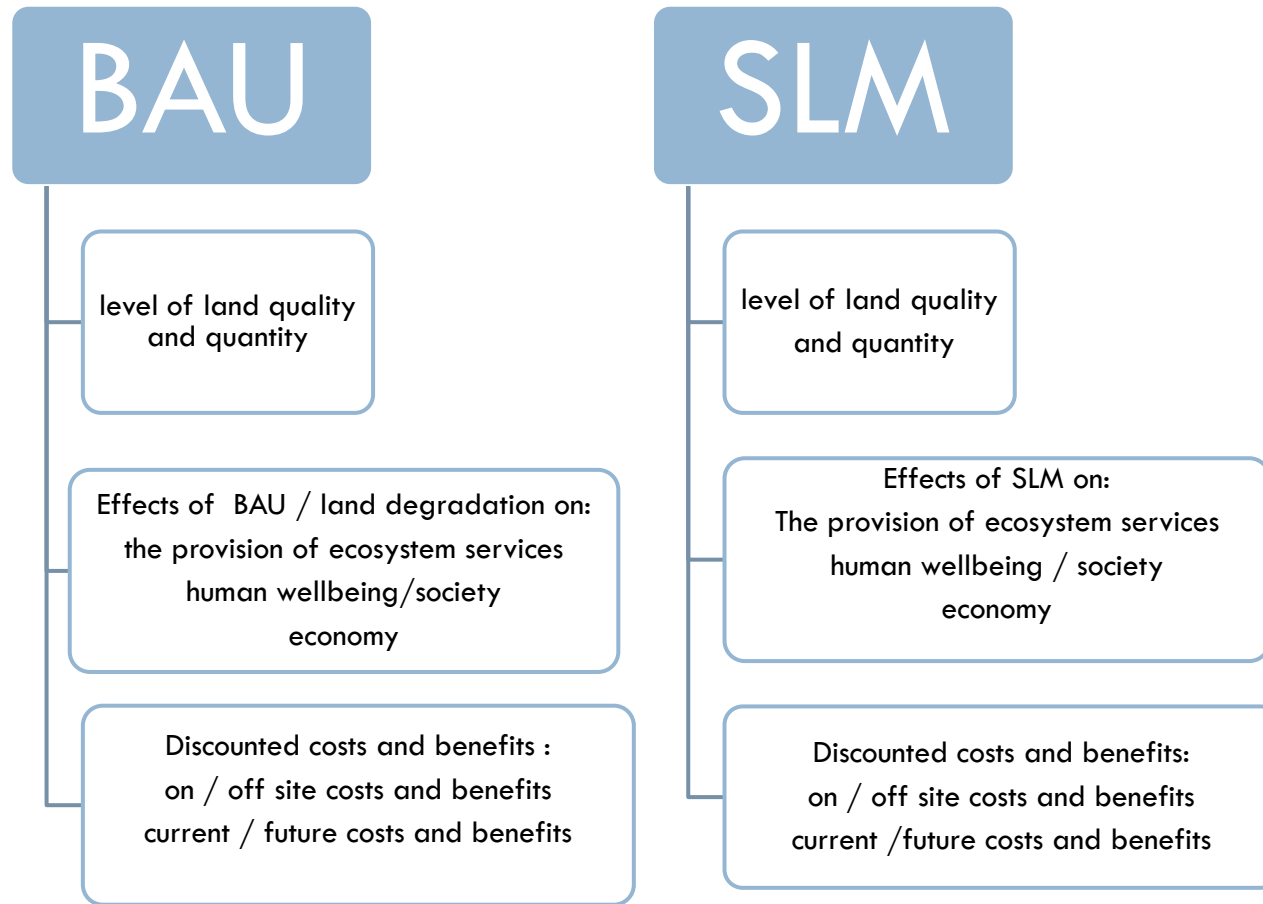 BAU
level of land quality
and quantity
Effects of  BAU / land degradation on:
the provision of ecosystem services
human wellbeing/society
economy
Discounted costs and benefits :
on / off site costs and benefits
current / future costs and benefits
SLM
level of land quality
and quantity
Effects of SLM on:
The provision of ecosystem services
human wellbeing / society
economy
Discounted costs and benefits:
on / off site costs and benefits
current /future costs and benefits